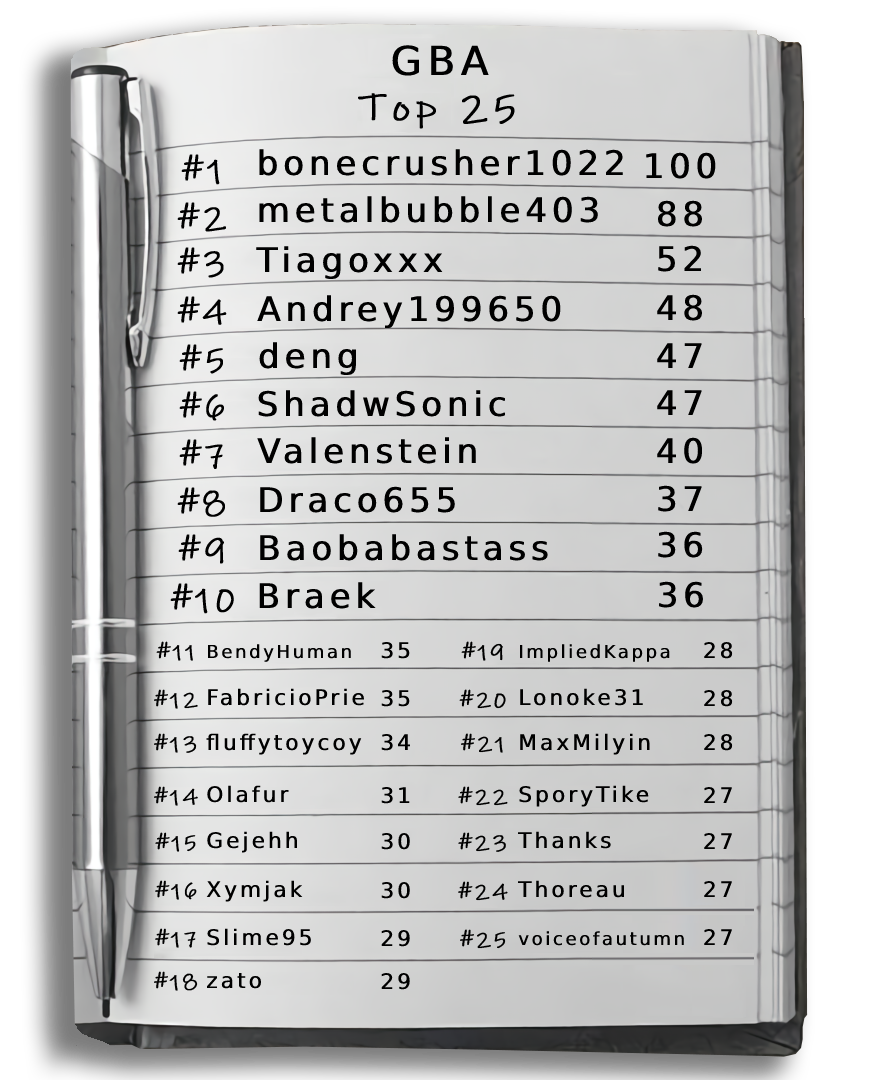 GBA
Top 25
#1 bonecrusher1022 100
#2 metalbubble403 88
#3 Tiagoxxx 52
#4 Andrey199650 48
#5 deng 47
#6 ShadwSonic 47
#7 Valenstein 40
#8 Draco655 37
#9 Baobabastass 36
#10 Braek 36
#11 BendyHuman 35
#12 FabricioPrie 35
#13 fluffytoycoy 34
#14 Olafur 31
#15 Gejehh 30
#16 Xymjak 30
#17 Slime95 29
#18 zato 29
#19 ImpliedKappa 28
#20 Lonoke31 28
#21 MaxMilyin 28
#22 SporyTike 27
#23 Thanks 27
#24 Thoreau 27
#25 voiceofautumn 27